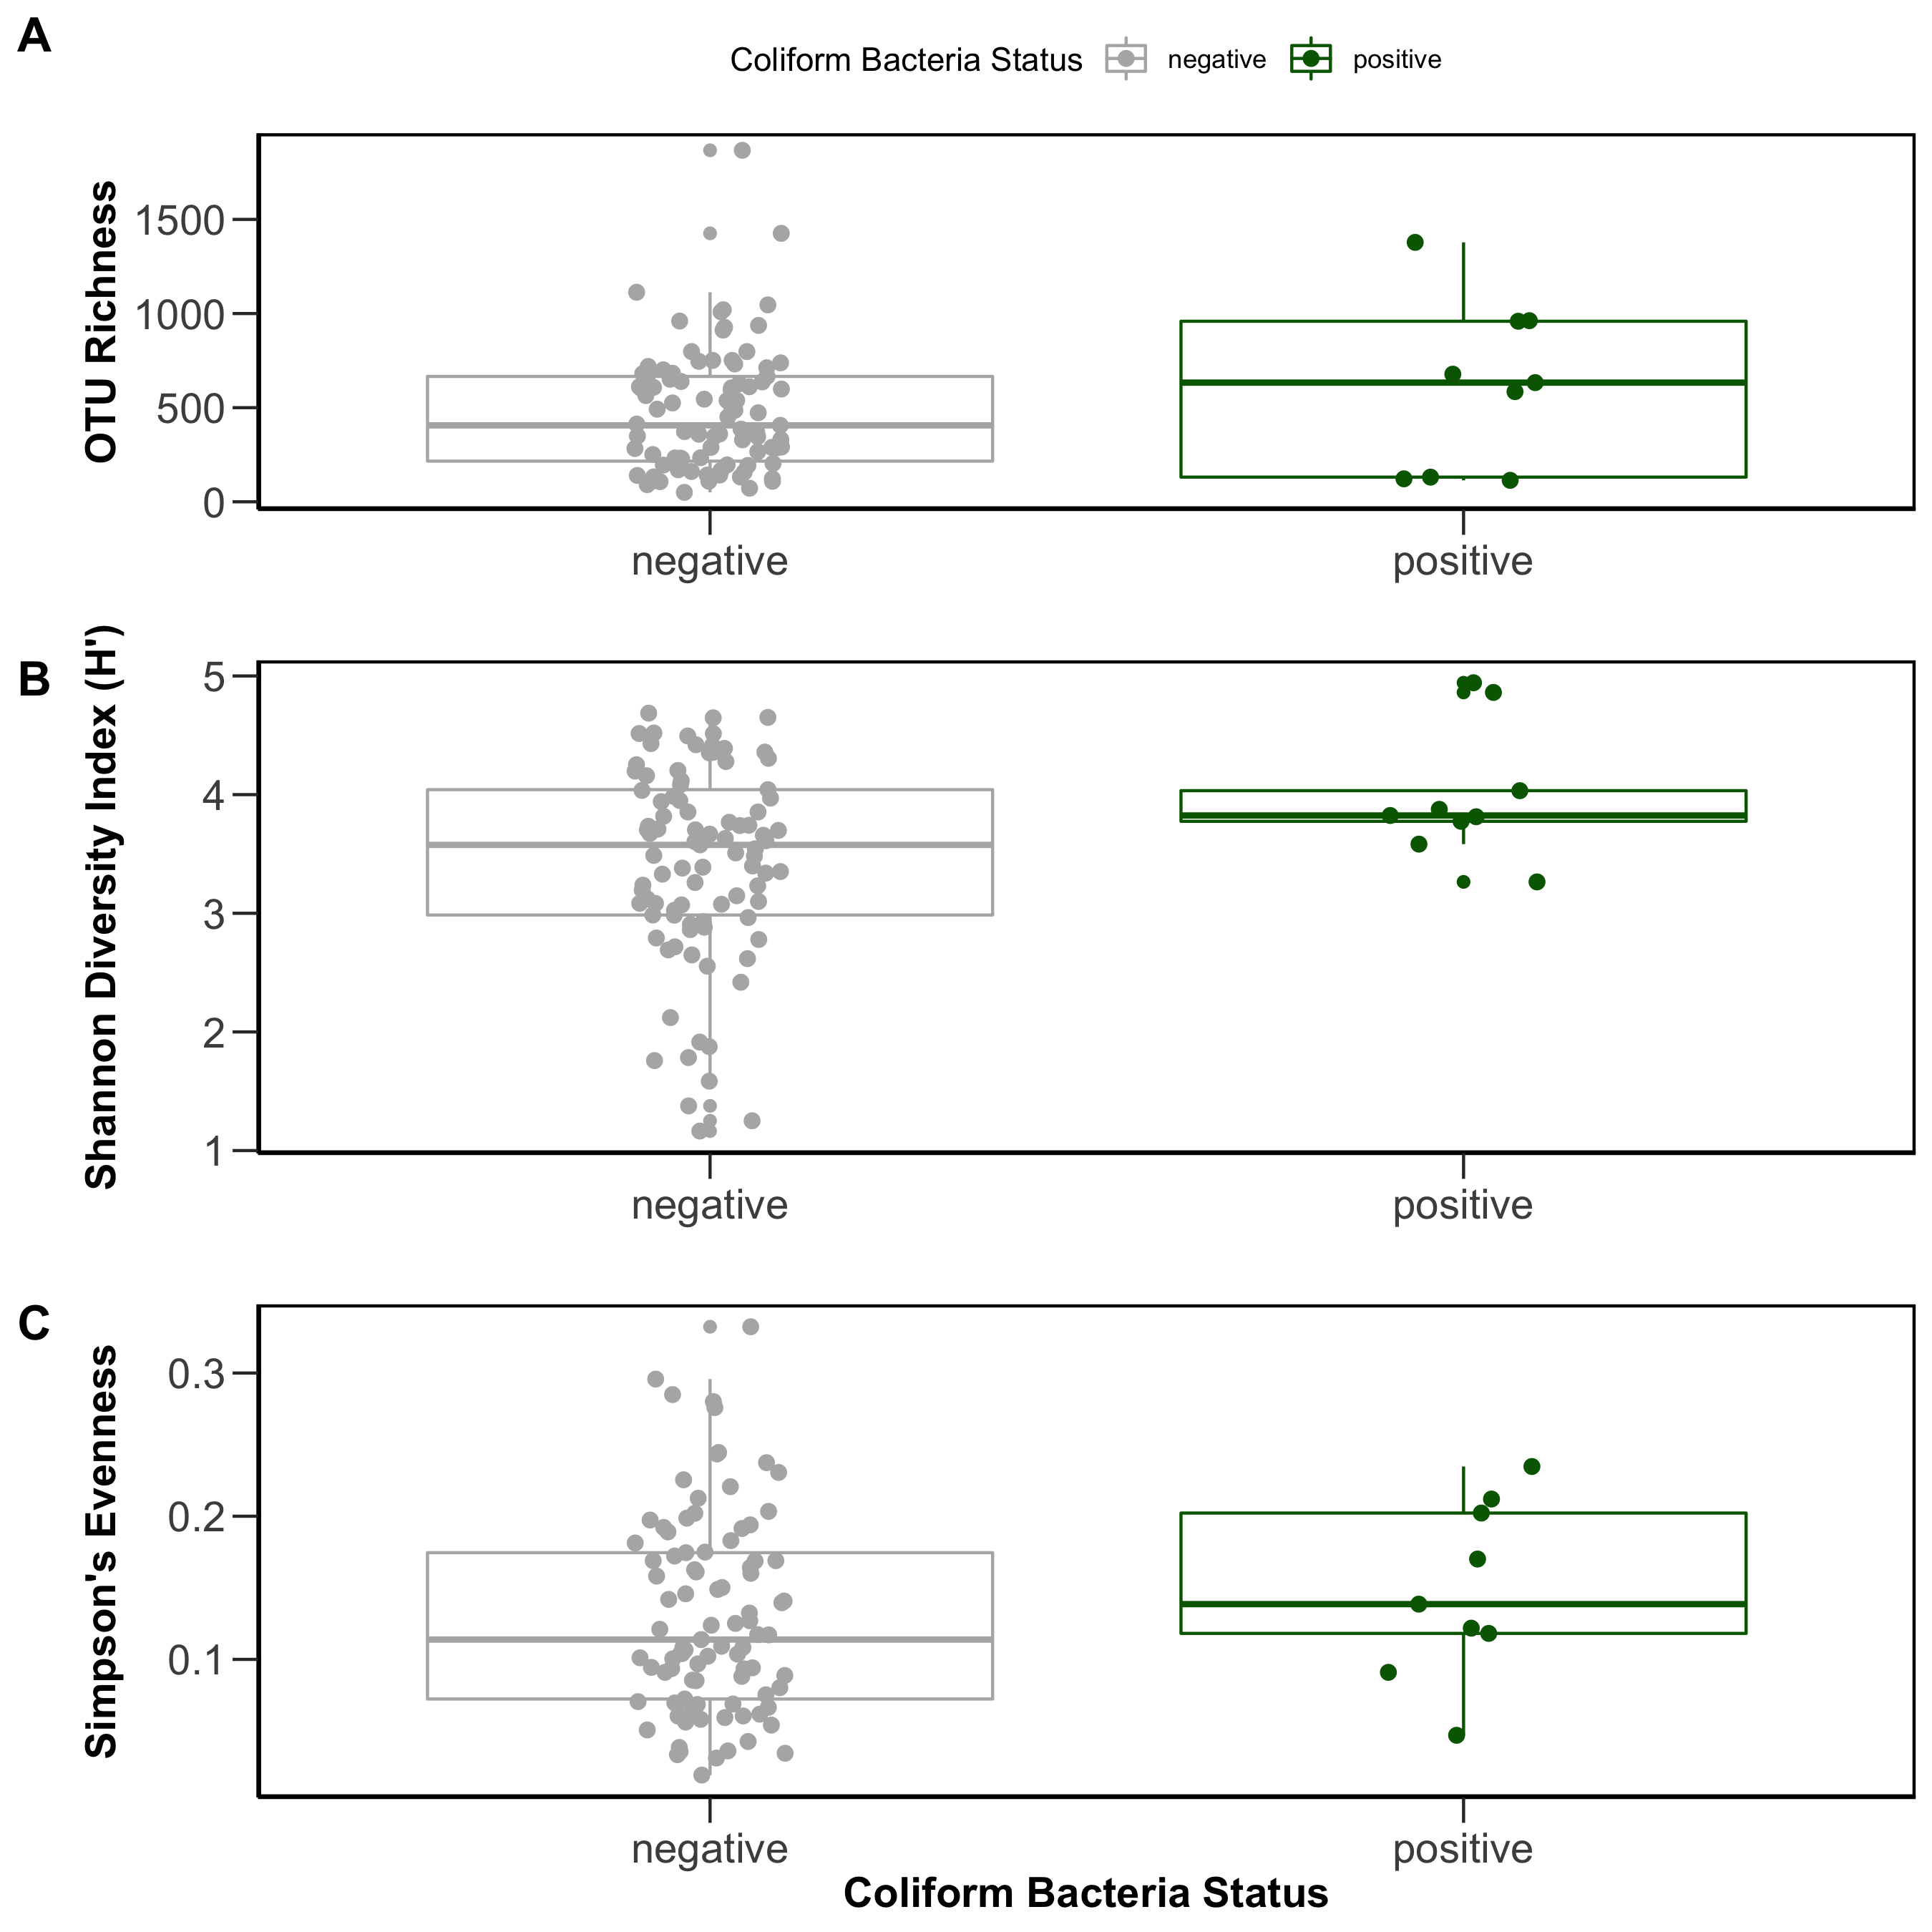 A
Coliform Bacteria Status negative positive
OTU Richness
1500
1000
500
0
negative positive
B
Shannon Diversity Index (H')
5
4
3
2
1
negative positive
C
Simpson's Evenness
0.3
0.2
0.1
negative positive
Coliform Bacteria Status